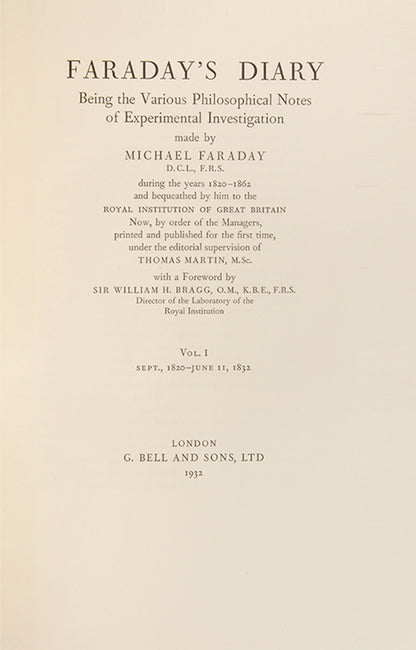 FARADAY'S DIARY
Being the Various Philosophical Notes
of Experimental Investigation
made by
MICHAEL FARADAY
D.C.L., F.R.S.
during the years 1820–1862
and bequeathed by him to the
ROYAL INSTITUTION OF GREAT BRITAIN
Now, by order of the Managers,
printed and published for the first time,
under the editorial supervision of
THOMAS MARTIN, M.Sc.
with a Foreword by
SIR WILLIAM H. BRAGG, O.M., K.B.E., F.R.S.
Director of the Laboratory of the
Royal Institution
VOL. I
SEPT., 1820–JUNE 11, 1832
LONDON
G. BELL AND SONS, LTD
1932